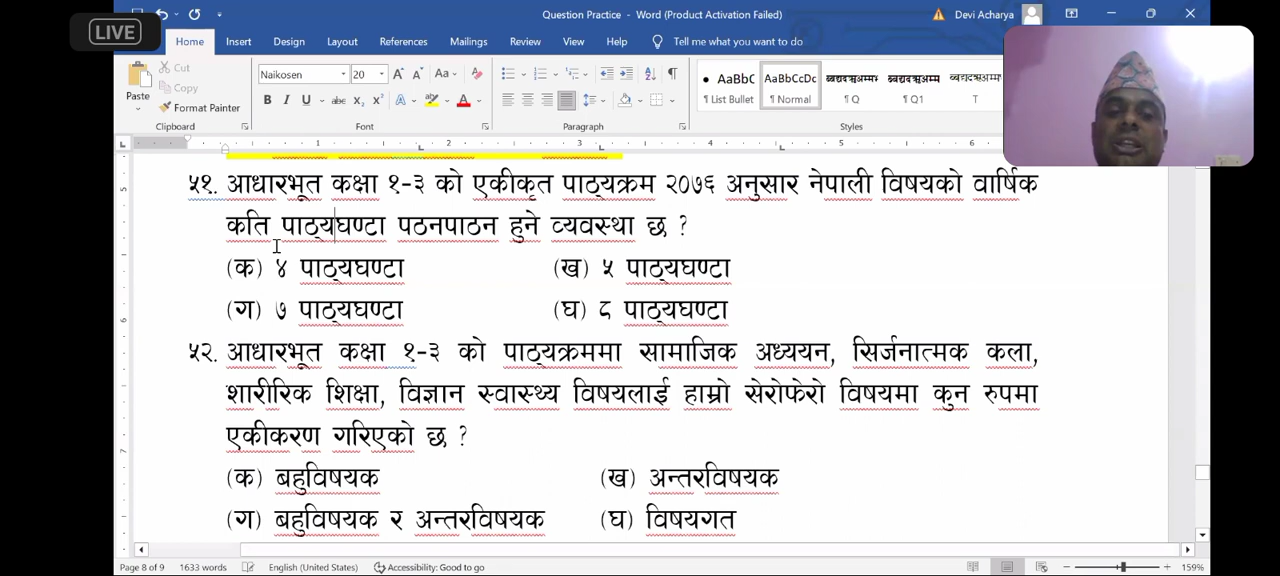 LIVE
Question Practice - Word (Product Activation Failed)
Devi Acharya
Home Insert Design Layout References Mailings Review View Help Tell me what you want to do
Paste
Cut
Copy
Format Painter
Clipboard
Naikosen 20
Font
Paragraph
AaBbC AaBbCcDc
¶ List Bullet ¶ Normal ¶ Q ¶ Q1 T
Styles
५१. आधारभूत कक्षा १-३ को एकीकृत पाठ्यक्रम २०७६ अनुसार नेपाली विषयको वार्षिक
कति पाठ्यघण्टा पठनपाठन हुने व्यवस्था छ ?
(क) ४ पाठ्यघण्टा (ख) ५ पाठ्यघण्टा
(ग) ७ पाठ्यघण्टा (घ) ८ पाठ्यघण्टा
५२. आधारभूत कक्षा १-३ को पाठ्यक्रममा सामाजिक अध्ययन, सिर्जनात्मक कला,
शारीरिक शिक्षा, विज्ञान स्वास्थ्य विषयलाई हाम्रो सेरोफेरो विषयमा कुन रुपमा
एकीकरण गरिएको छ ?
(क) बहुविषयक (ख) अन्तरविषयक
(ग) बहुविषयक र अन्तरविषयक (घ) विषयगत
Page 8 of 9 1633 words English (United States) Accessibility: Good to go 159%